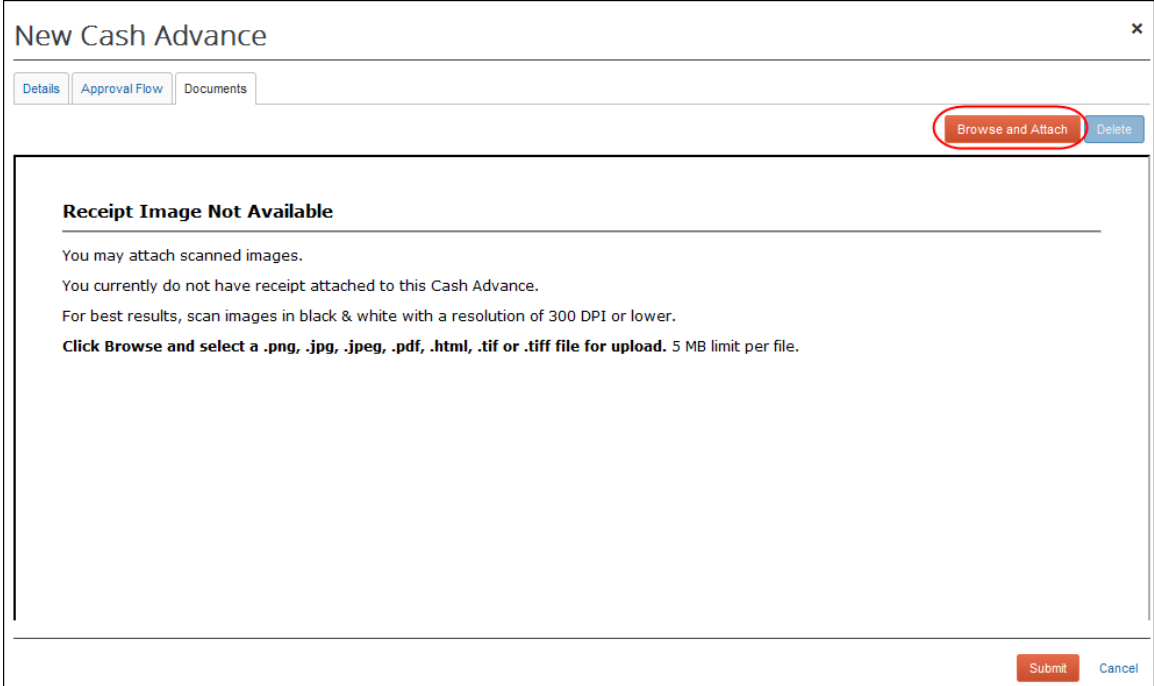 New Cash Advance
×
Details Approval Flow Documents
Browse and Attach Delete
Receipt Image Not Available
You may attach scanned images.
You currently do not have receipt attached to this Cash Advance.
For best results, scan images in black & white with a resolution of 300 DPI or lower.
Click Browse and select a .png, .jpg, .jpeg, .pdf, .html, .tif or .tiff file for upload. 5 MB limit per file.
Submit Cancel